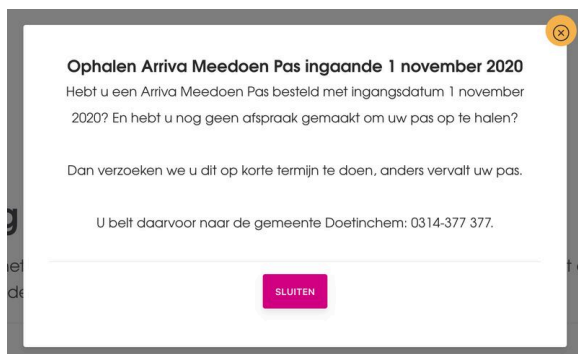 Ophalen Arriva Meedoen Pas ingaande 1 november 2020
Hebt u een Arriva Meedoen Pas besteld met ingangsdatum 1 november
2020? En hebt u nog geen afspraak gemaakt om uw pas op te halen?
Dan verzoeken we u dit op korte termijn te doen, anders vervalt uw pas.
U belt daarvoor naar de gemeente Doetinchem: 0314-377 377.
SLUITEN